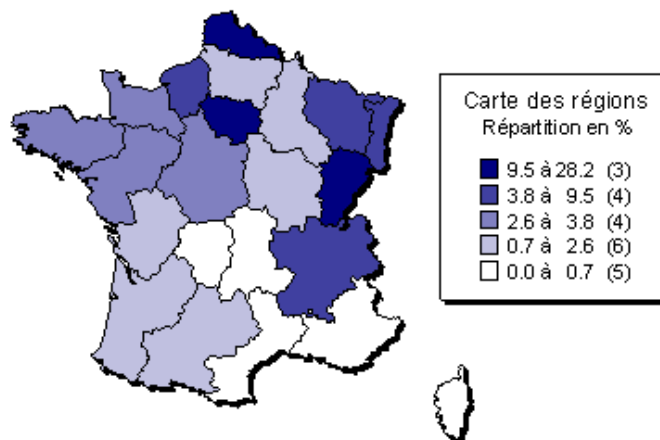 Carte des régions
Répartition en %
9.5 à 28.2 (3)
3.8 à 9.5 (4)
2.6 à 3.8 (4)
0.7 à 2.6 (6)
0.0 à 0.7 (5)